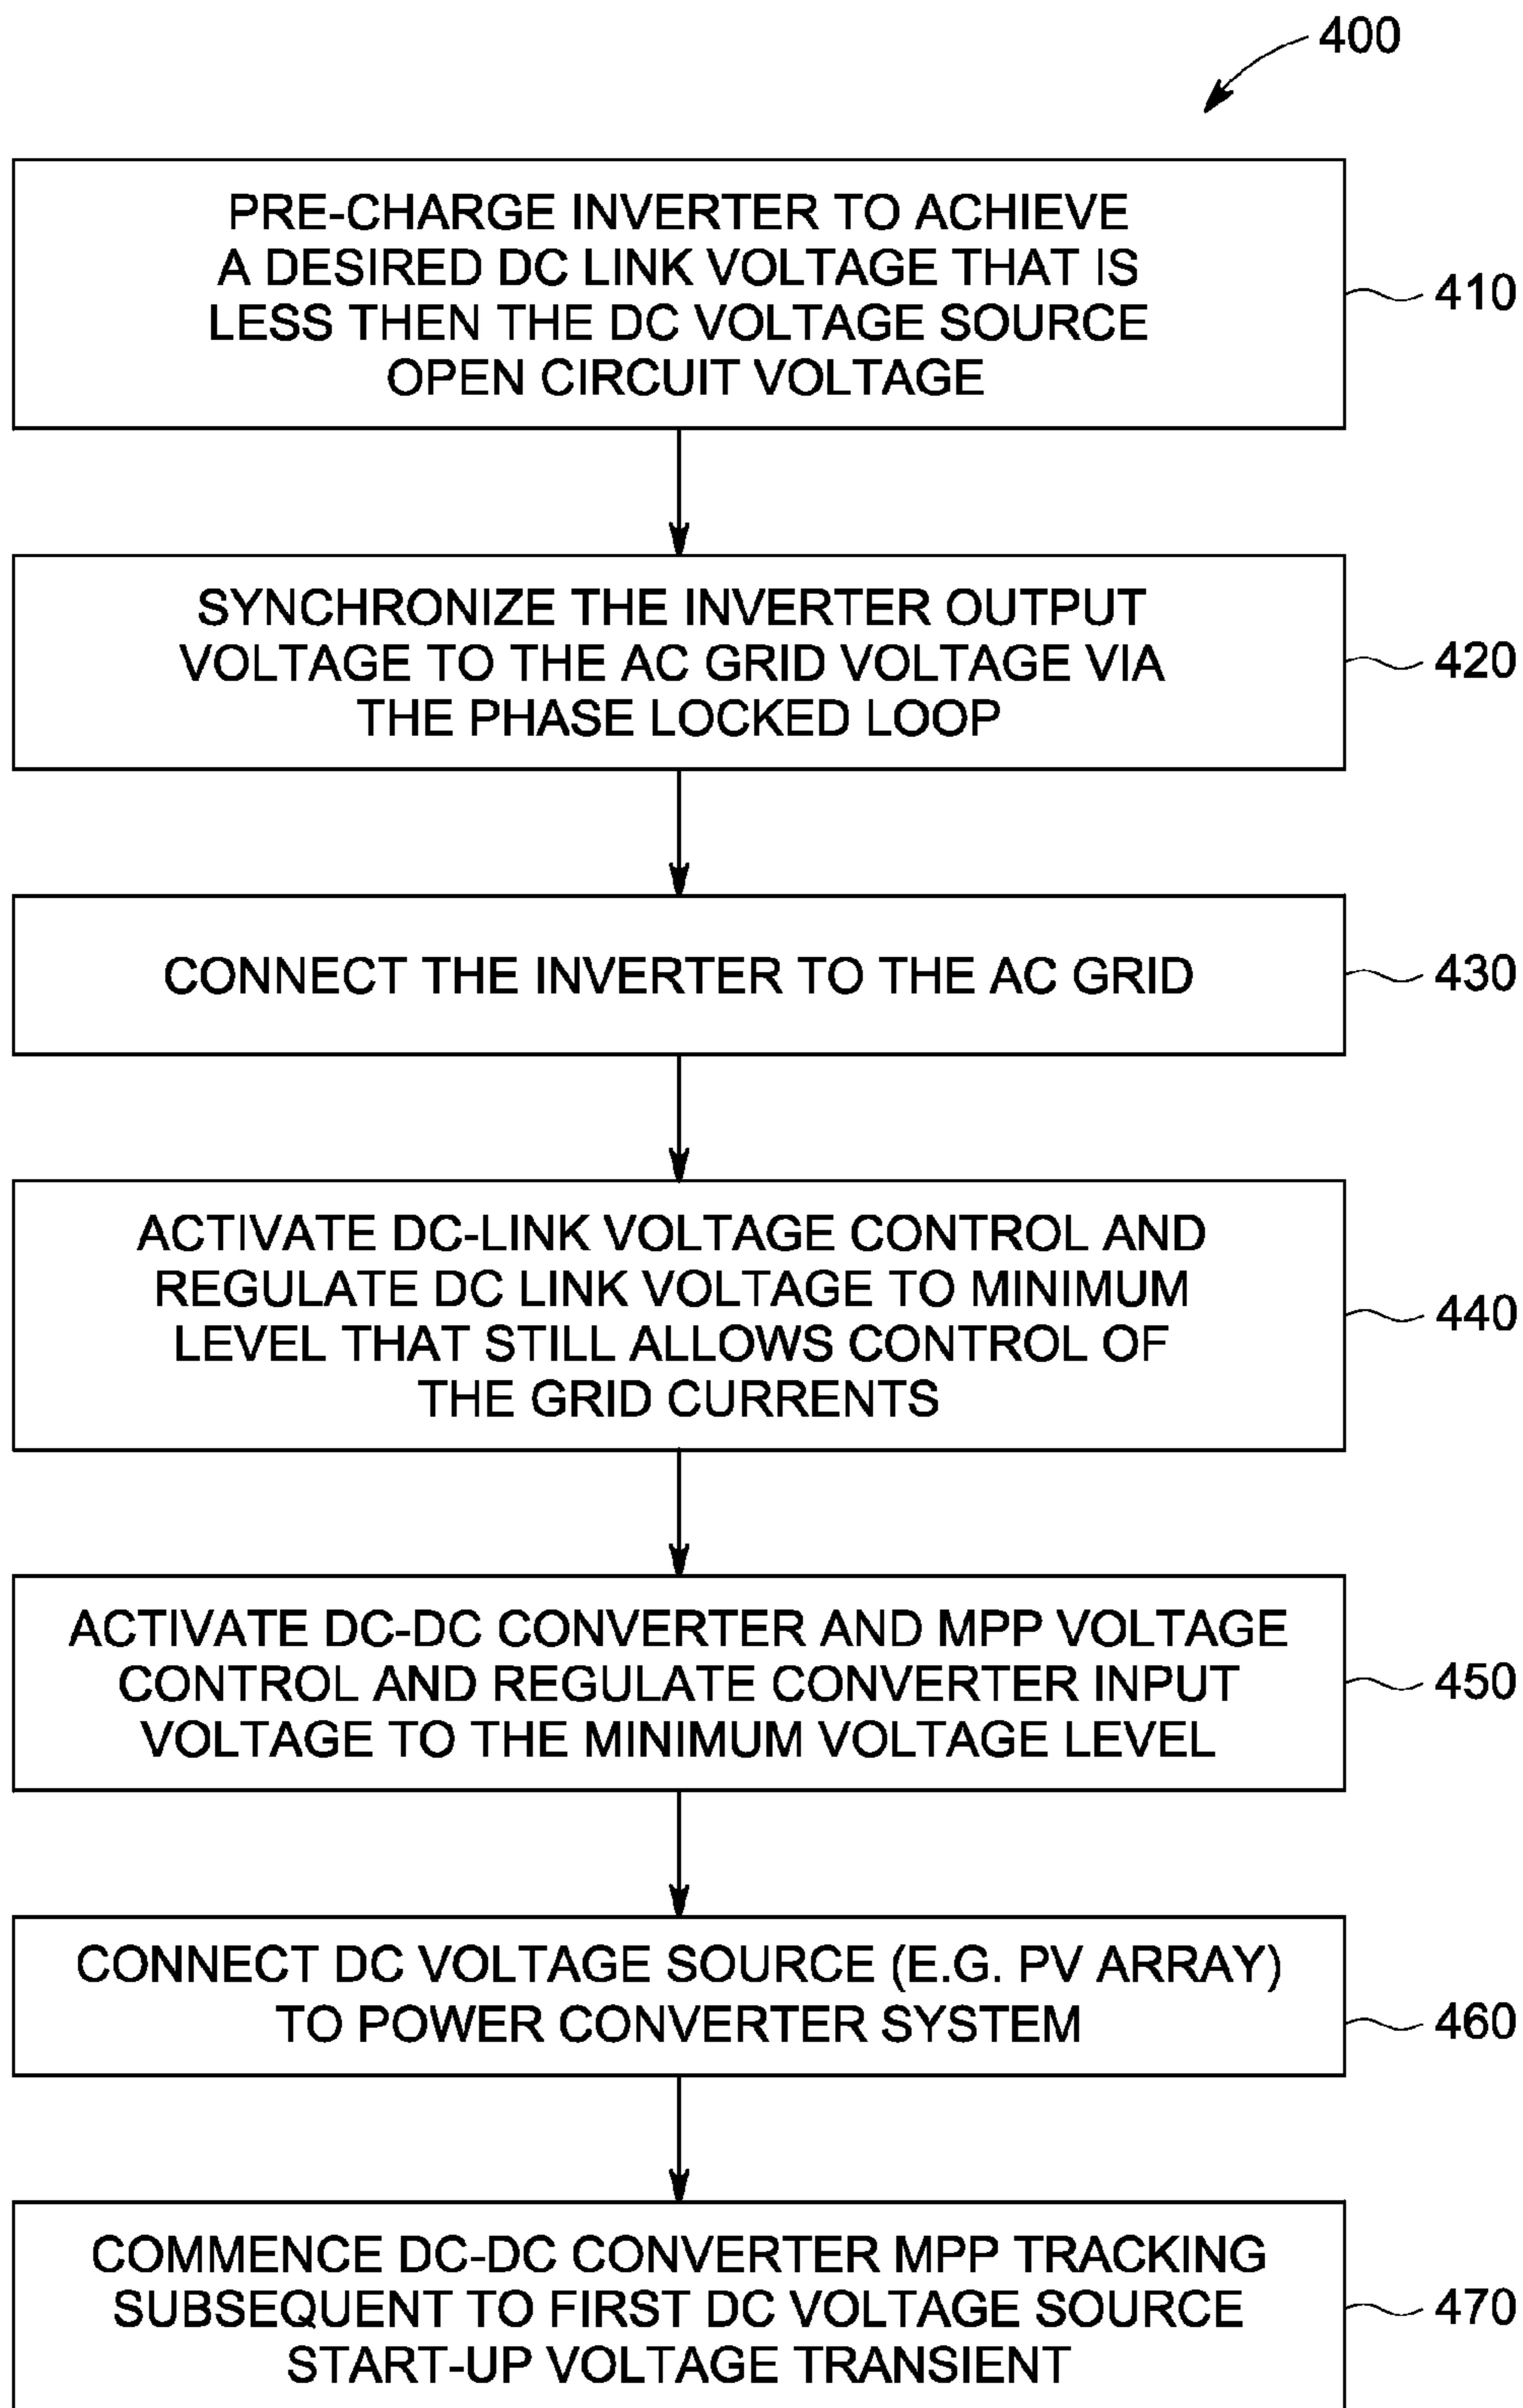 400
PRE-CHARGE INVERTER TO ACHIEVE
A DESIRED DC LINK VOLTAGE THAT IS
LESS THEN THE DC VOLTAGE SOURCE
OPEN CIRCUIT VOLTAGE
410
SYNCHRONIZE THE INVERTER OUTPUT
VOLTAGE TO THE AC GRID VOLTAGE VIA
THE PHASE LOCKED LOOP
420
CONNECT THE INVERTER TO THE AC GRID
430
ACTIVATE DC-LINK VOLTAGE CONTROL AND
REGULATE DC LINK VOLTAGE TO MINIMUM
LEVEL THAT STILL ALLOWS CONTROL OF
THE GRID CURRENTS
440
ACTIVATE DC-DC CONVERTER AND MPP VOLTAGE
CONTROL AND REGULATE CONVERTER INPUT
VOLTAGE TO THE MINIMUM VOLTAGE LEVEL
450
CONNECT DC VOLTAGE SOURCE (E.G. PV ARRAY)
TO POWER CONVERTER SYSTEM
460
COMMENCE DC-DC CONVERTER MPP TRACKING
SUBSEQUENT TO FIRST DC VOLTAGE SOURCE
START-UP VOLTAGE TRANSIENT
470